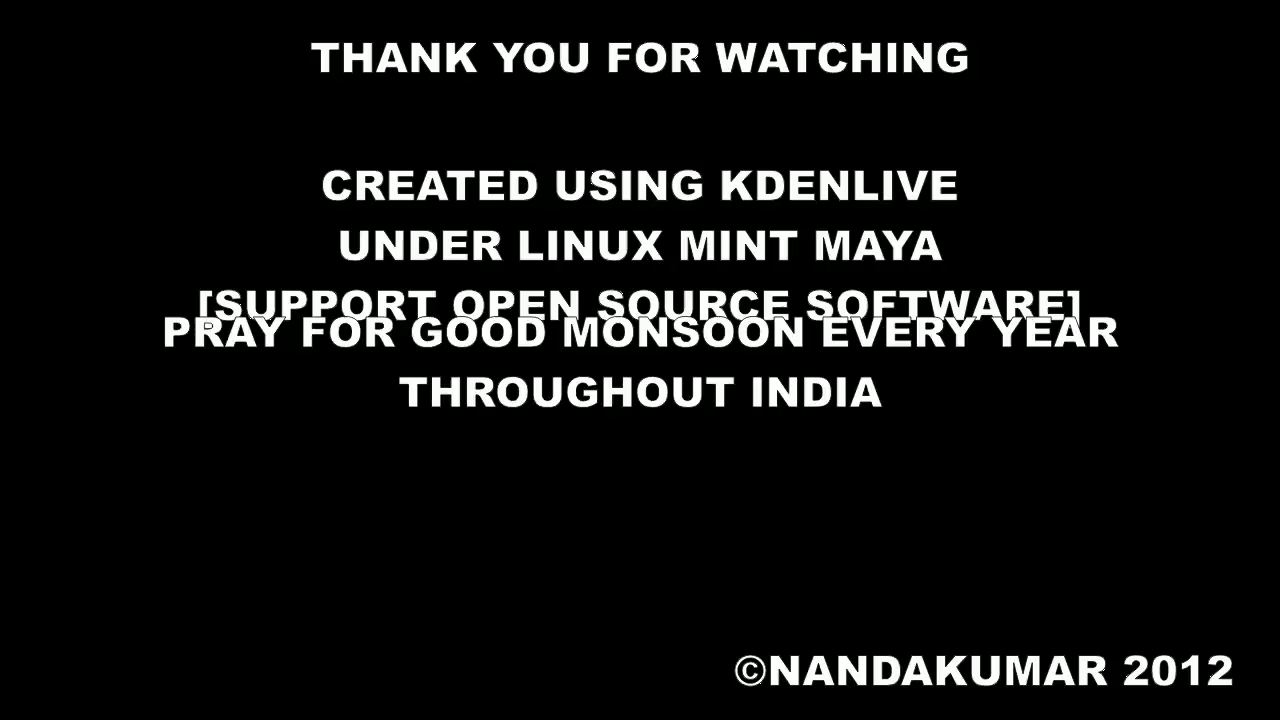 THANK YOU FOR WATCHING
CREATED USING KDENLIVE
UNDER LINUX MINT MAYA
[SUPPORT OPEN SOURCE SOFTWARE]
PRAY FOR GOOD MONSOON EVERY YEAR
THROUGHOUT INDIA
©NANDAKUMAR 2012